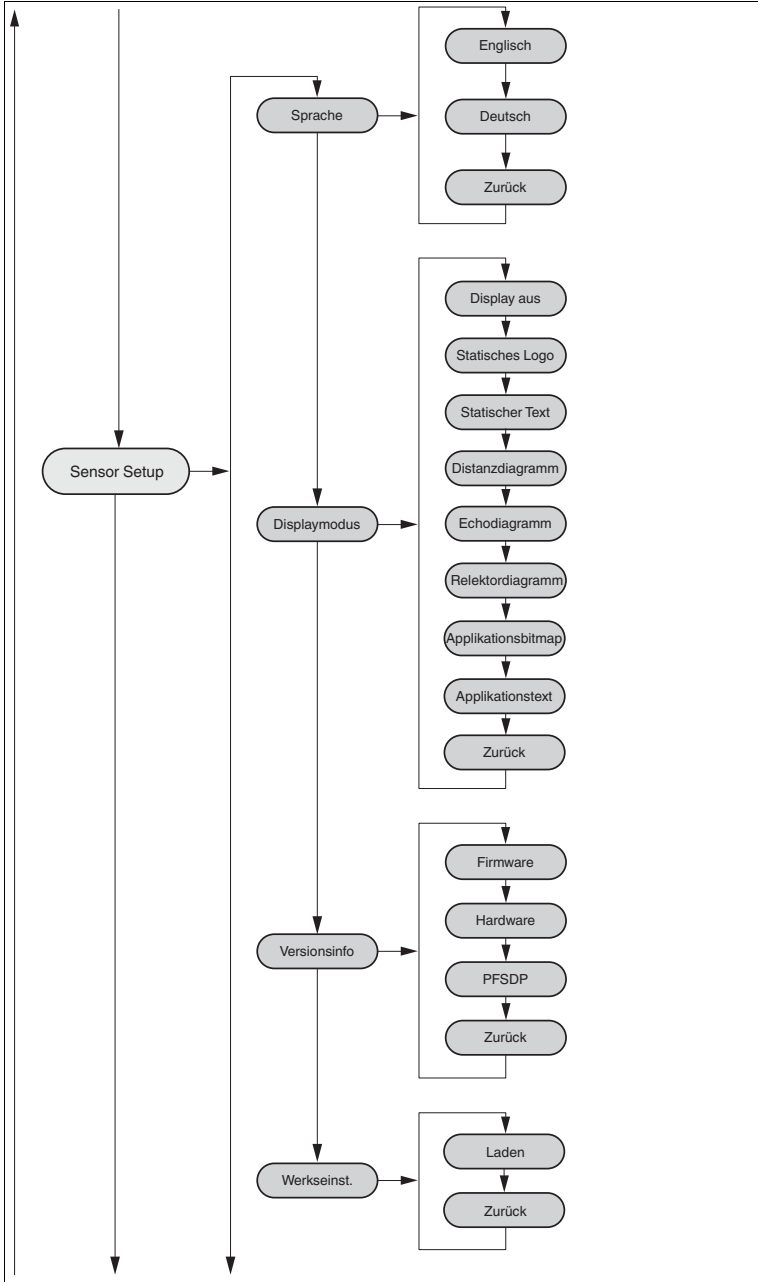 Englisch
Sprache
Deutsch
Zurück
Display aus
Statisches Logo
Statischer Text
Sensor Setup
Distanzdiagramm
Displaymodus
Echodiagramm
Relektordiagramm
Applikationsbitmap
Applikationstext
Zurück
Firmware
Hardware
Versionsinfo
PFSDP
Zurück
Laden
Werkseinst.
Zurück